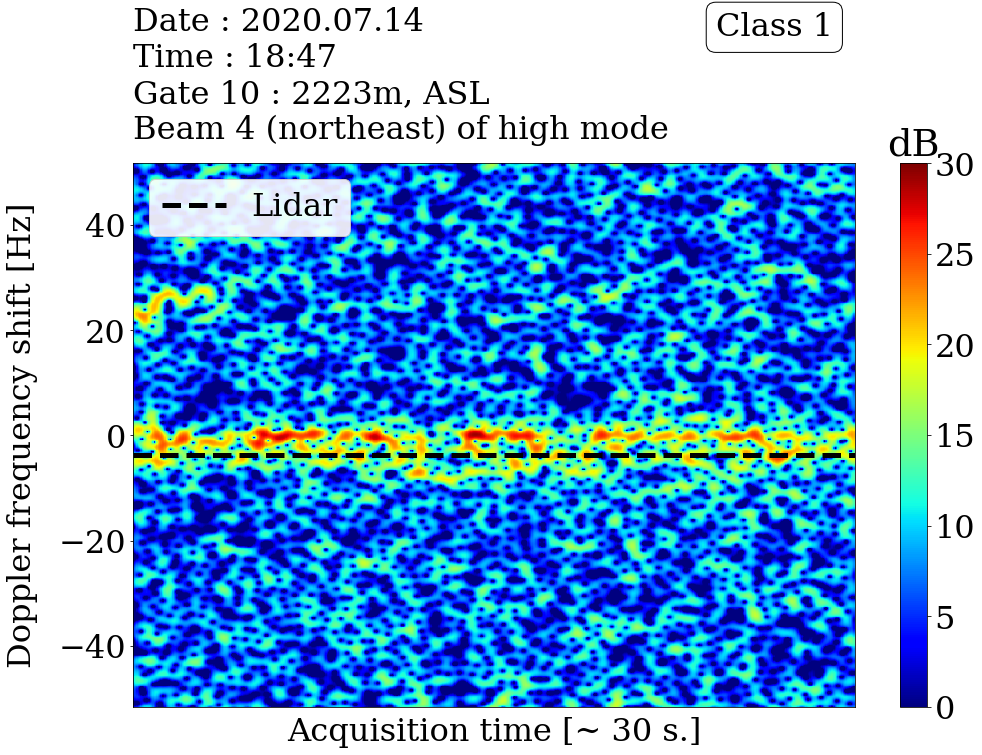 Date : 2020.07.14
Time : 18:47
Gate 10 : 2223m, ASL
Beam 4 (northeast) of high mode
Class 1
dB
Lidar
Doppler frequency shift [Hz]
40
20
0
−20
−40
30
25
20
15
10
5
0
Acquisition time [~ 30 s.]